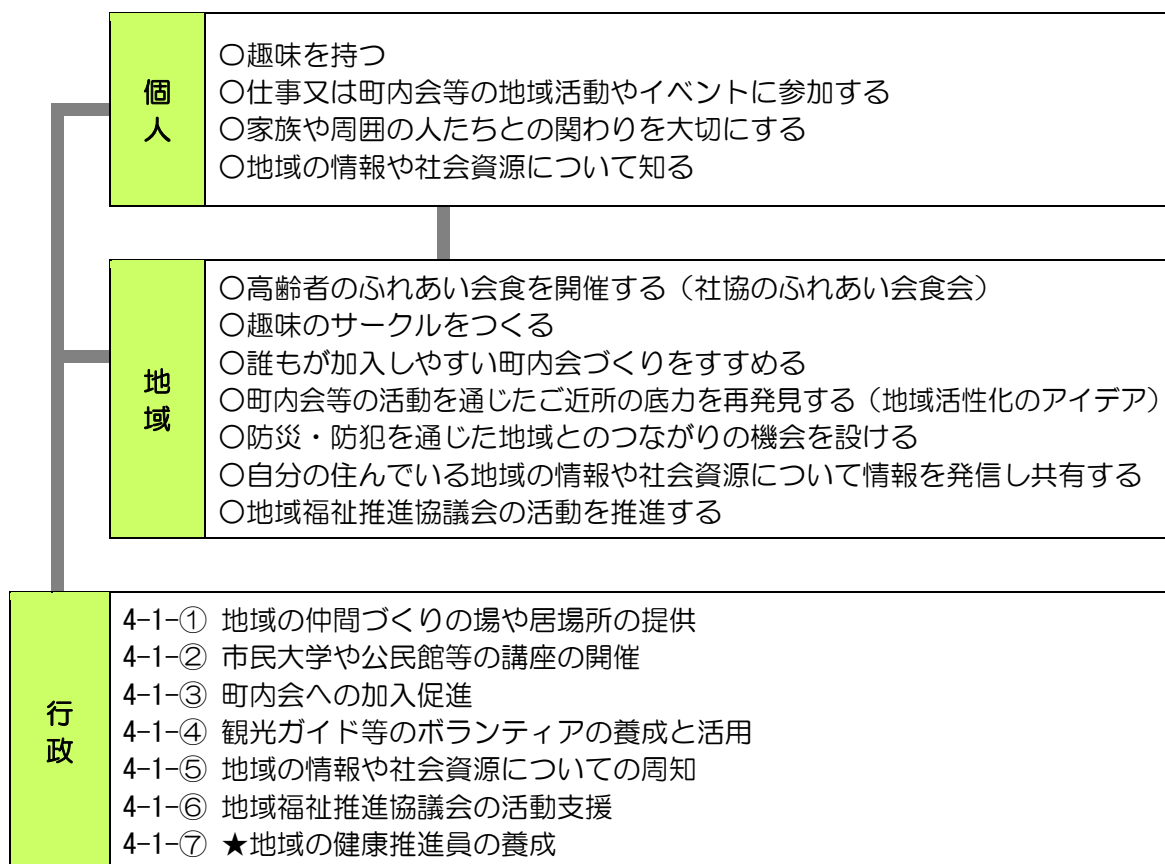 個人
〇趣味を持つ
〇仕事又は町内会等の地域活動やイベントに参加する
〇家族や周囲の人たちとの関わりを大切にする
〇地域の情報や社会資源について知る
地域
〇高齢者のふれあい会食を開催する（社協のふれあい会食会）
〇趣味のサークルをつくる
〇誰もが加入しやすい町内会づくりをすすめる
〇町内会等の活動を通じたご近所の底力を再発見する（地域活性化のアイデア）
〇防災・防犯を通じた地域とのつながりの機会を設ける
〇自分の住んでいる地域の情報や社会資源について情報を発信し共有する
〇地域福祉推進協議会の活動を推進する
行政
4-1-① 地域の仲間づくりの場や居場所の提供
4-1-② 市民大学や公民館等の講座の開催
4-1-③ 町内会への加入促進
4-1-④ 観光ガイド等のボランティアの養成と活用
4-1-⑤ 地域の情報や社会資源についての周知
4-1-⑥ 地域福祉推進協議会の活動支援
4-1-⑦ ★地域の健康推進員の養成